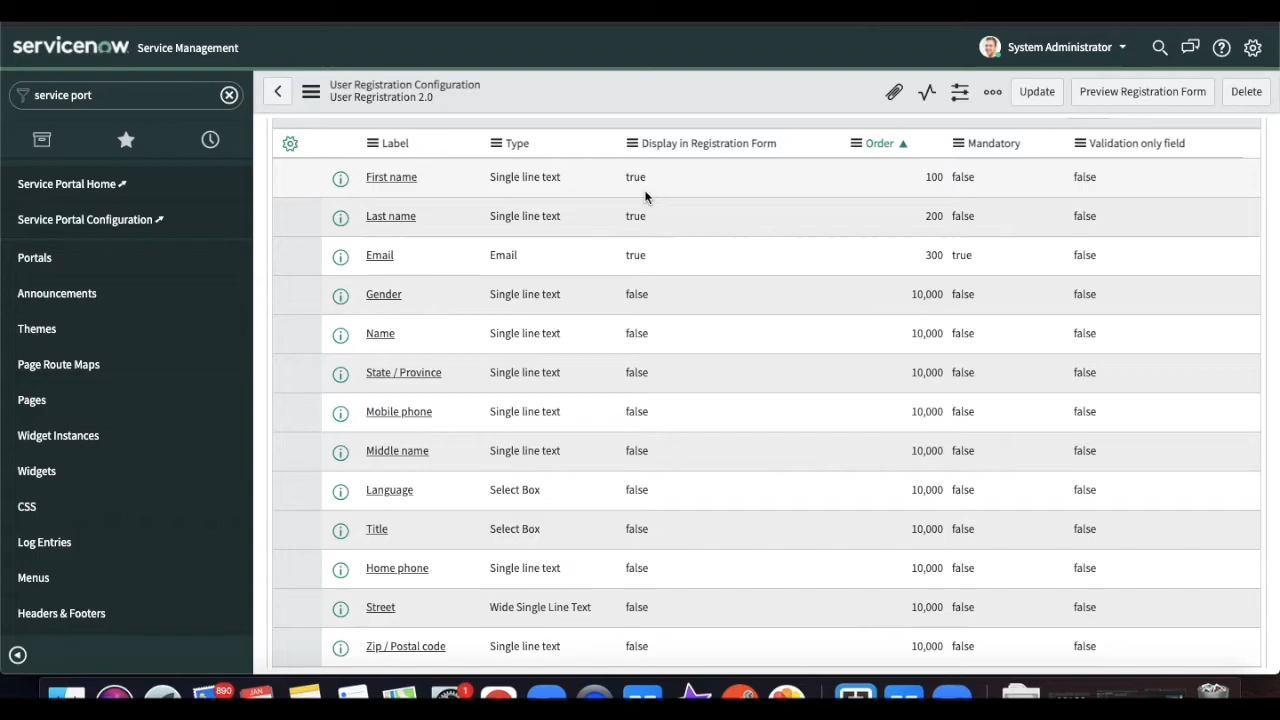 servicenow Service Management
System Administrator
service port
User Registration Configuration
User Regristration 2.0
Update
Preview Registration Form
Delete
Service Portal Home
Service Portal Configuration
Portals
Announcements
Themes
Page Route Maps
Pages
Widget Instances
Widgets
CSS
Log Entries
Menus
Headers & Footers
Label Type Display in Registration Form Order Mandatory Validation only field
First name Single line text true 100 false false
Last name Single line text true 200 false false
Email Email true 300 true false
Gender Single line text false 10,000 false false
Name Single line text false 10,000 false false
State / Province Single line text false 10,000 false false
Mobile phone Single line text false 10,000 false false
Middle name Single line text false 10,000 false false
Language Select Box false 10,000 false false
Title Select Box false 10,000 false false
Home phone Single line text false 10,000 false false
Street Wide Single Line Text false 10,000 false false
Zip / Postal code Single line text false 10,000 false false
890
JAN
1